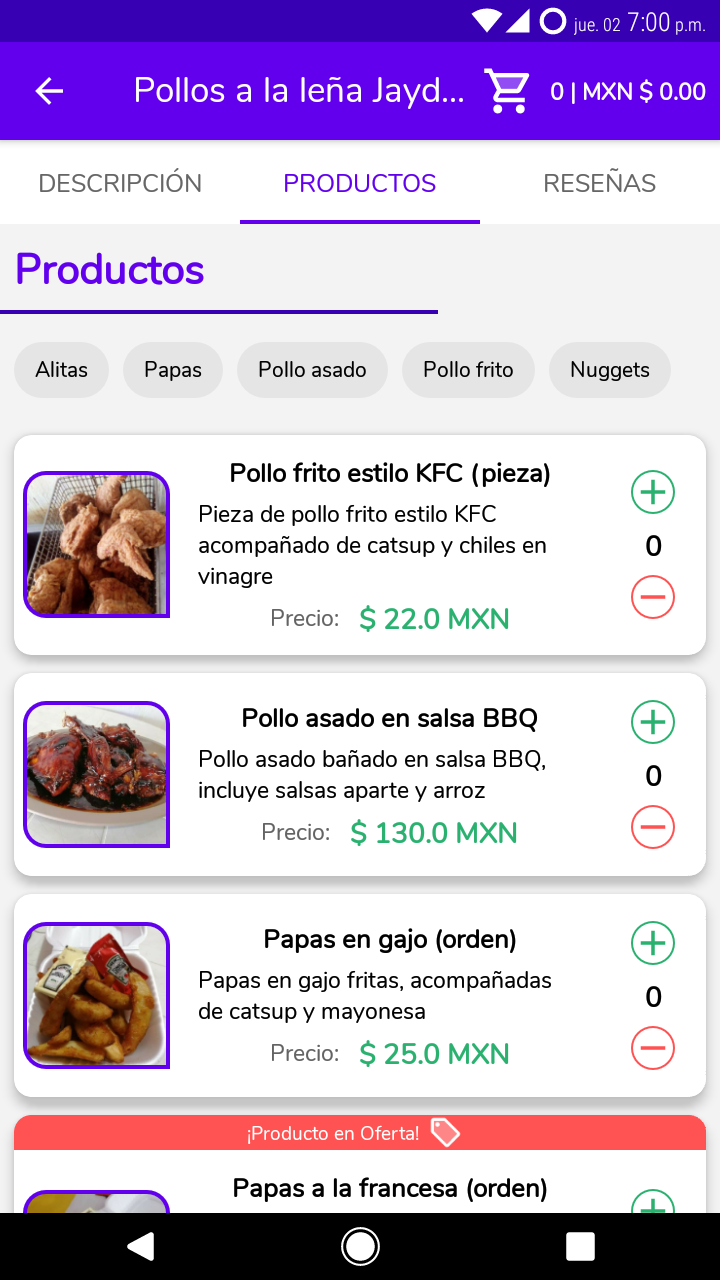 jue. 02 7:00 p.m.
Pollos a la leña Jayd...
0 | MXN $ 0.00
DESCRIPCIÓN
PRODUCTOS
RESEÑAS
Productos
Alitas
Papas
Pollo asado
Pollo frito
Nuggets
Pollo frito estilo KFC (pieza)
Pieza de pollo frito estilo KFC
acompañado de catsup y chiles en
vinagre
Precio: $ 22.0 MXN
0
Pollo asado en salsa BBQ
Pollo asado bañado en salsa BBQ,
incluye salsas aparte y arroz
Precio: $ 130.0 MXN
0
Papas en gajo (orden)
Papas en gajo fritas, acompañadas
de catsup y mayonesa
Precio: $ 25.0 MXN
0
¡Producto en Oferta!
Papas a la francesa (orden)